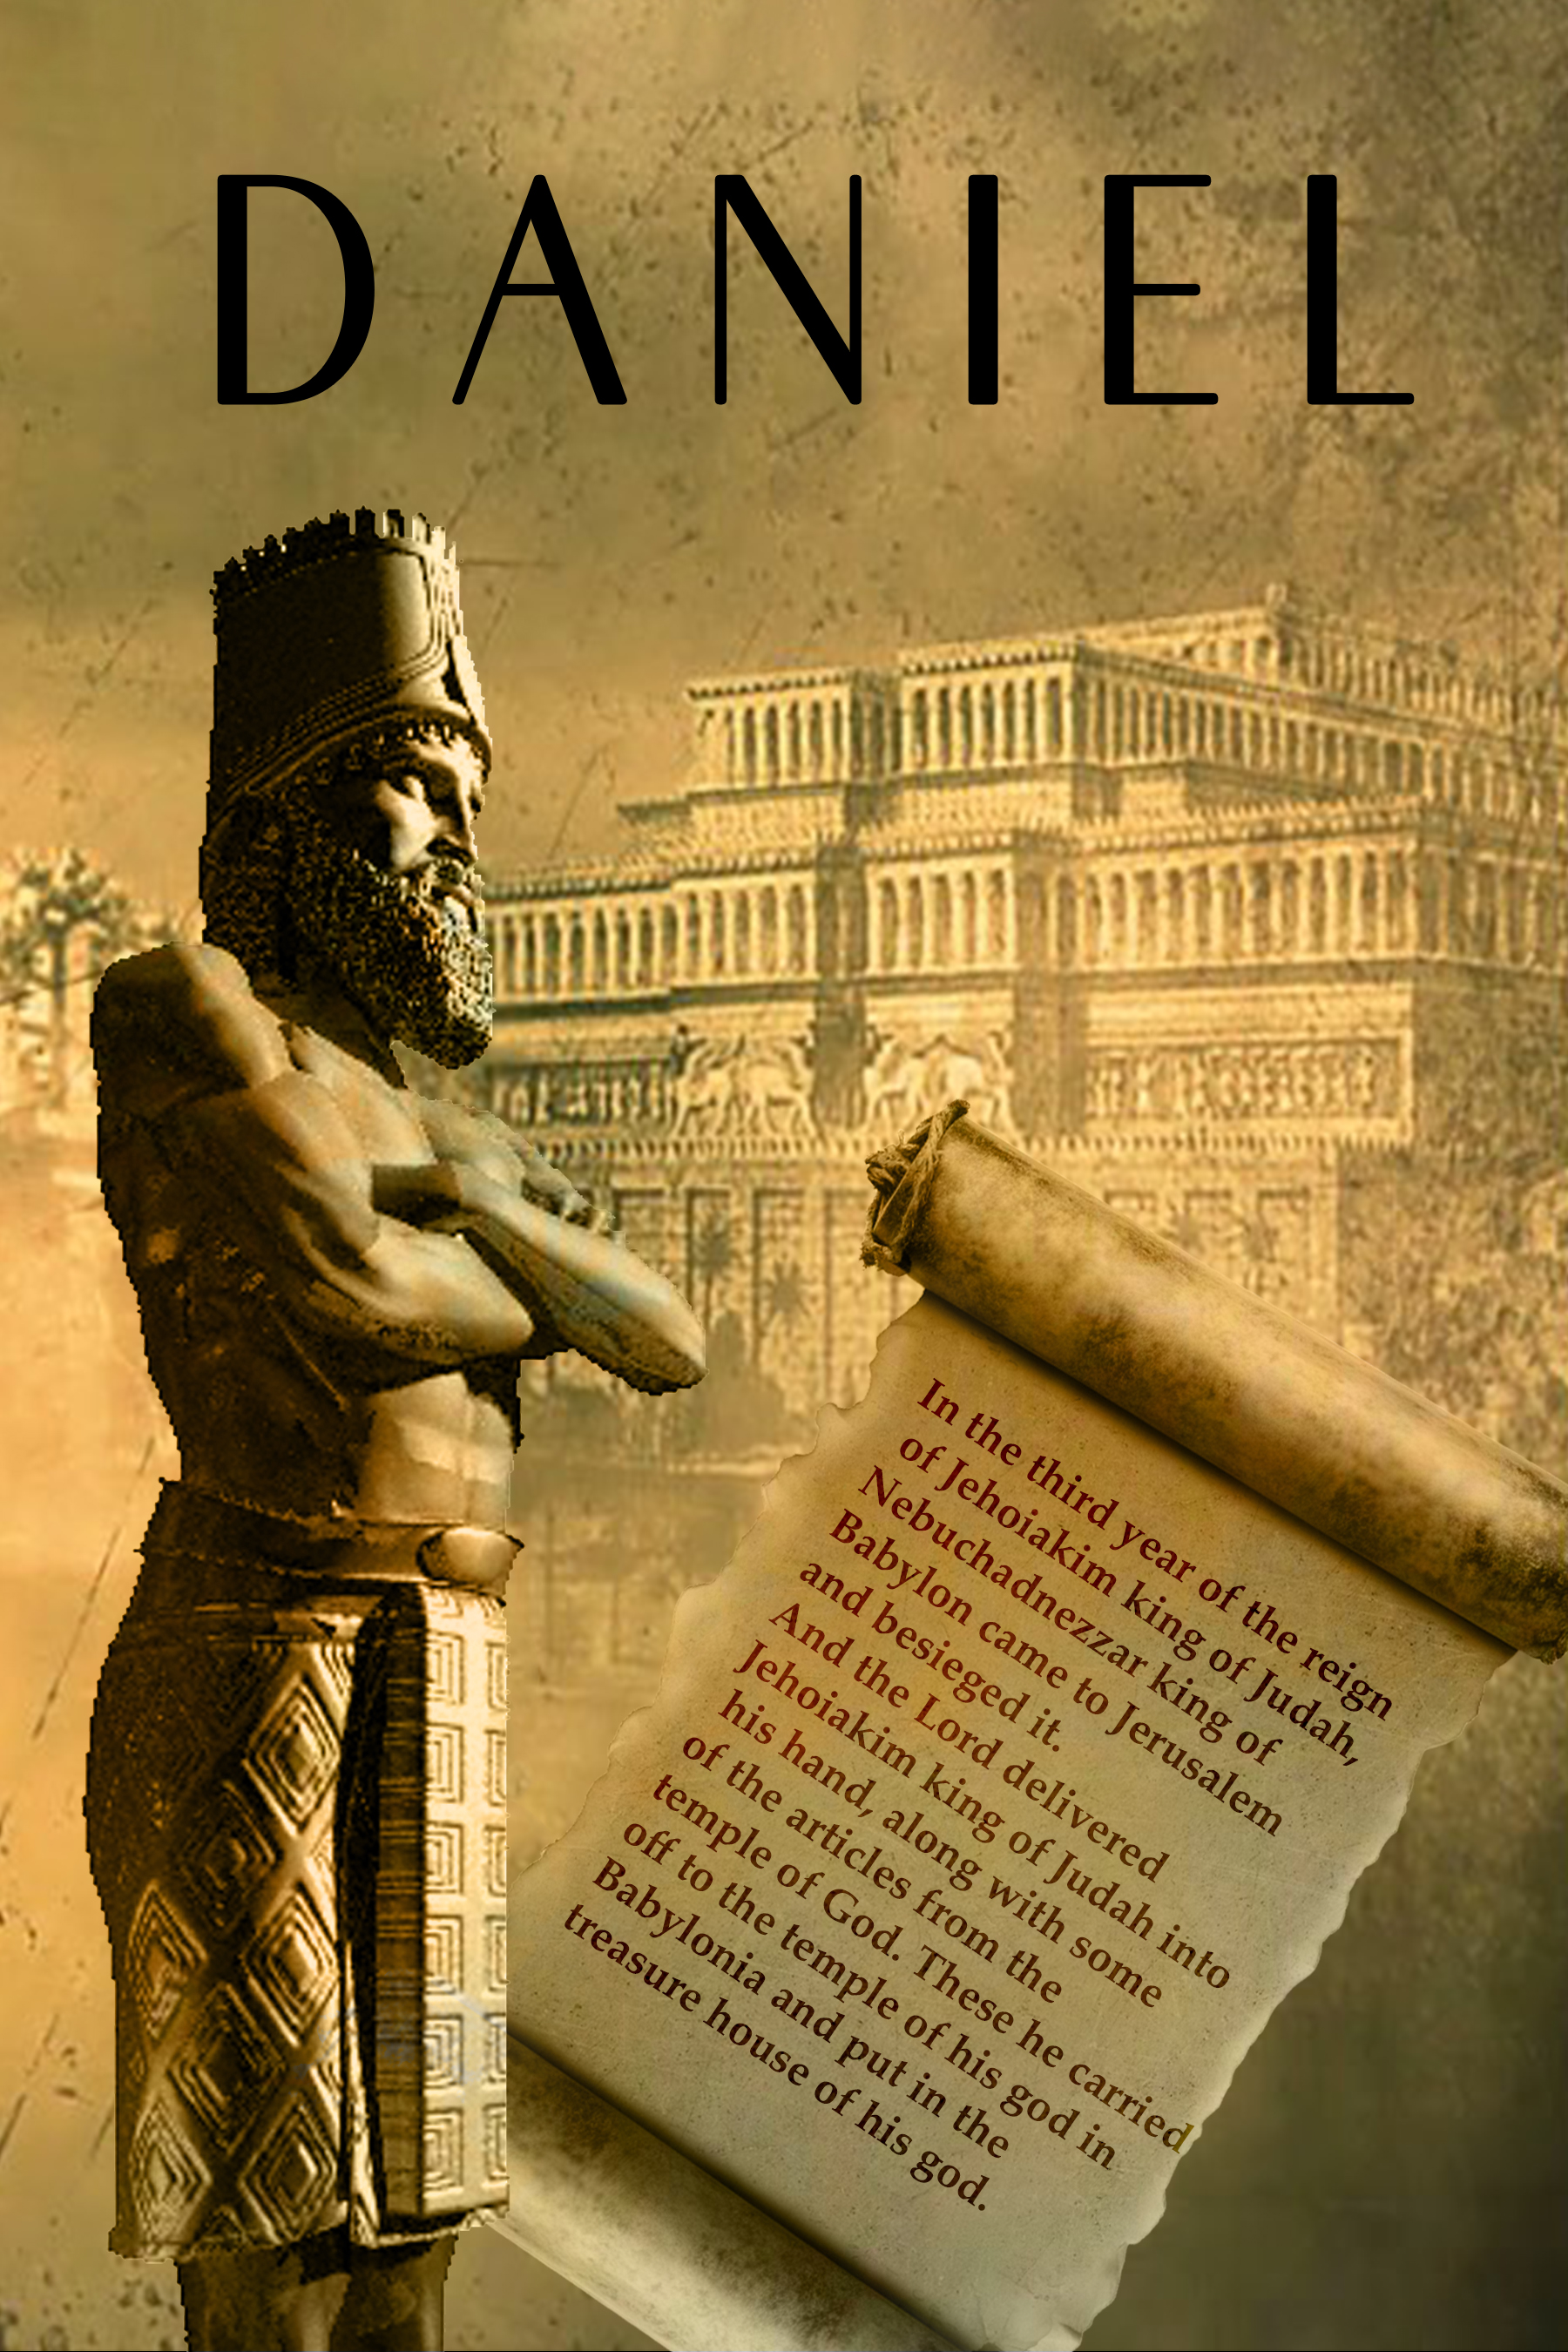 DANIEL
In the third year of the reign
of Jehoiakim king of Judah,
Nebuchadnezzar king of
Babylon came to Jerusalem
and besieged it.
And the Lord delivered
Jehoiakim king of Judah into
his hand, along with some
of the articles from the
temple of God. These he carried
off to the temple of his god in
Babylonia and put in the
treasure house of his god.